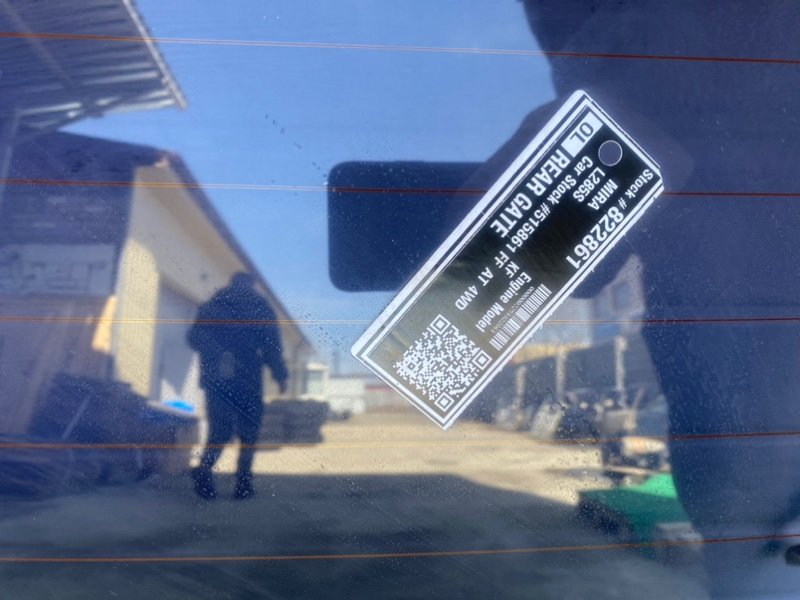 Stock # 822861
MIRA
L285S
Car Stock #515861 FF AT 4WD
OL REAR GATE
KF
Engine Model